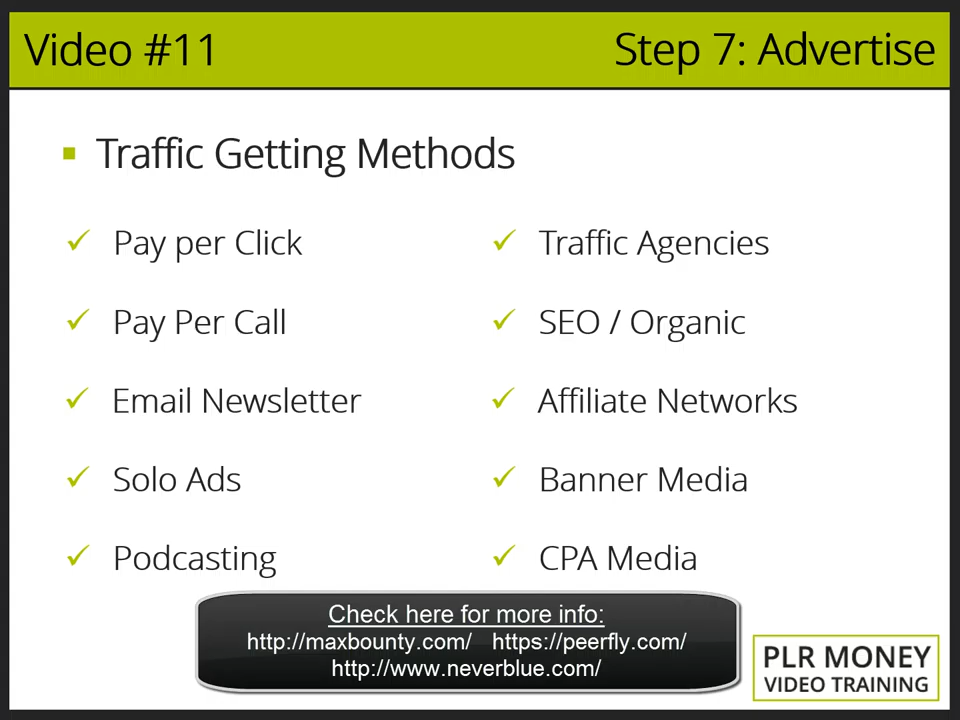 Video #11
Step 7: Advertise
Traffic Getting Methods
Pay per Click
Pay Per Call
Email Newsletter
Solo Ads
Podcasting
Traffic Agencies
SEO / Organic
Affiliate Networks
Banner Media
CPA Media
Check here for more info:
http://maxbounty.com/ https://peerfly.com/
http://www.neverblue.com/
PLR MONEY
VIDEO TRAINING